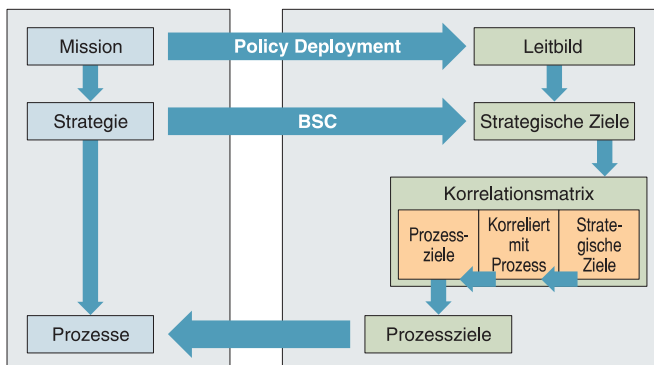 Mission
Policy Deployment
Leitbild
Strategie
BSC
Strategische Ziele
Korrelationsmatrix
Prozess-
ziele
Korreliert
mit
Prozess
Strate-
gische
Ziele
Prozesse
Prozessziele